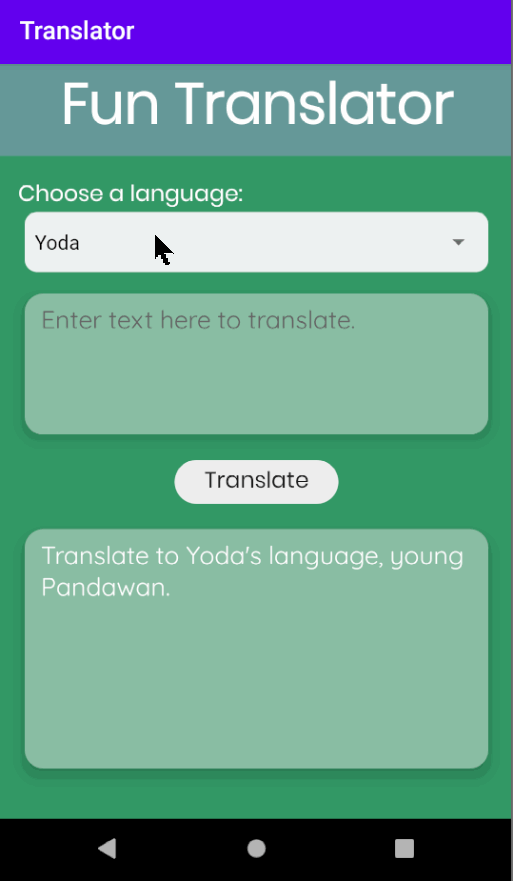 Translator
Fun Translator
Choose a language:
Yoda
Enter text here to translate.
Translate
Translate to Yoda's language, young
Pandawan.